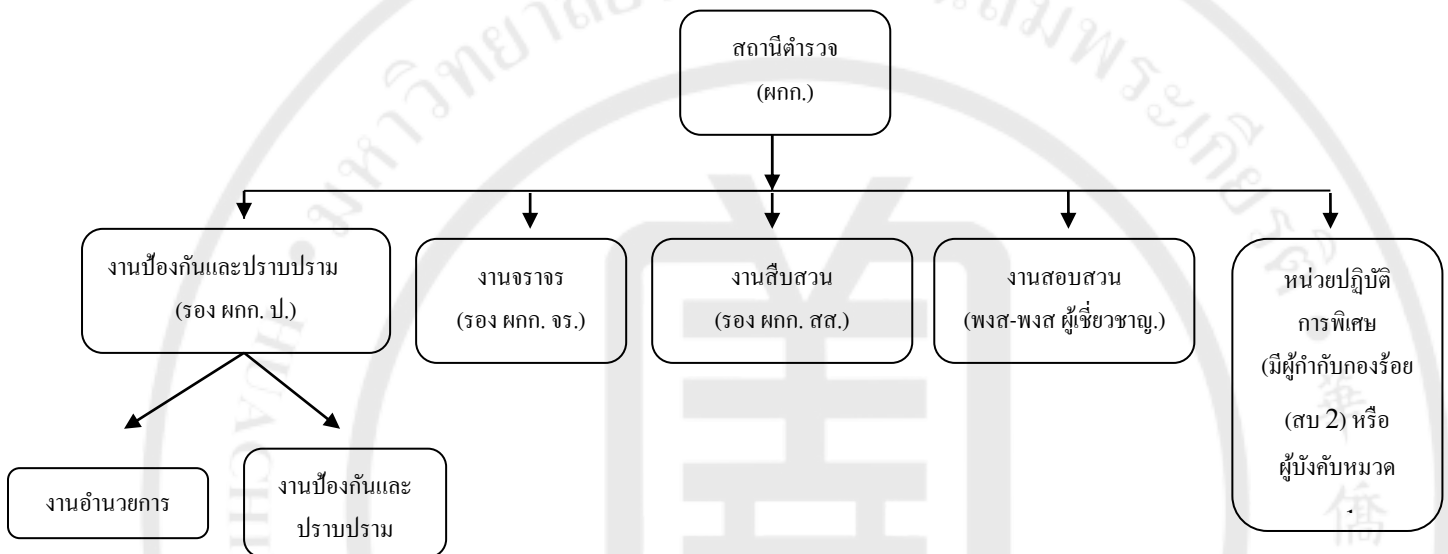 สถานีตำรวจ
(ผกก.)
งานป้องกันและปราบปราม
(รอง ผกก. ป.)
งานจราจร
(รอง ผกก. จร.)
งานสืบสวน
(รอง ผกก. สส.)
งานสอบสวน
(พงส-พงส ผู้เชี่ยวชาญ.)
หน่วยปฏิบัติ
การพิเศษ
(มีผู้กำกับกองร้อย
(สบ 2) หรือ
ผู้บังคับหมวด
งานอำนวยการ
งานป้องกันและ
ปราบปราม
HUACHI
華
僑